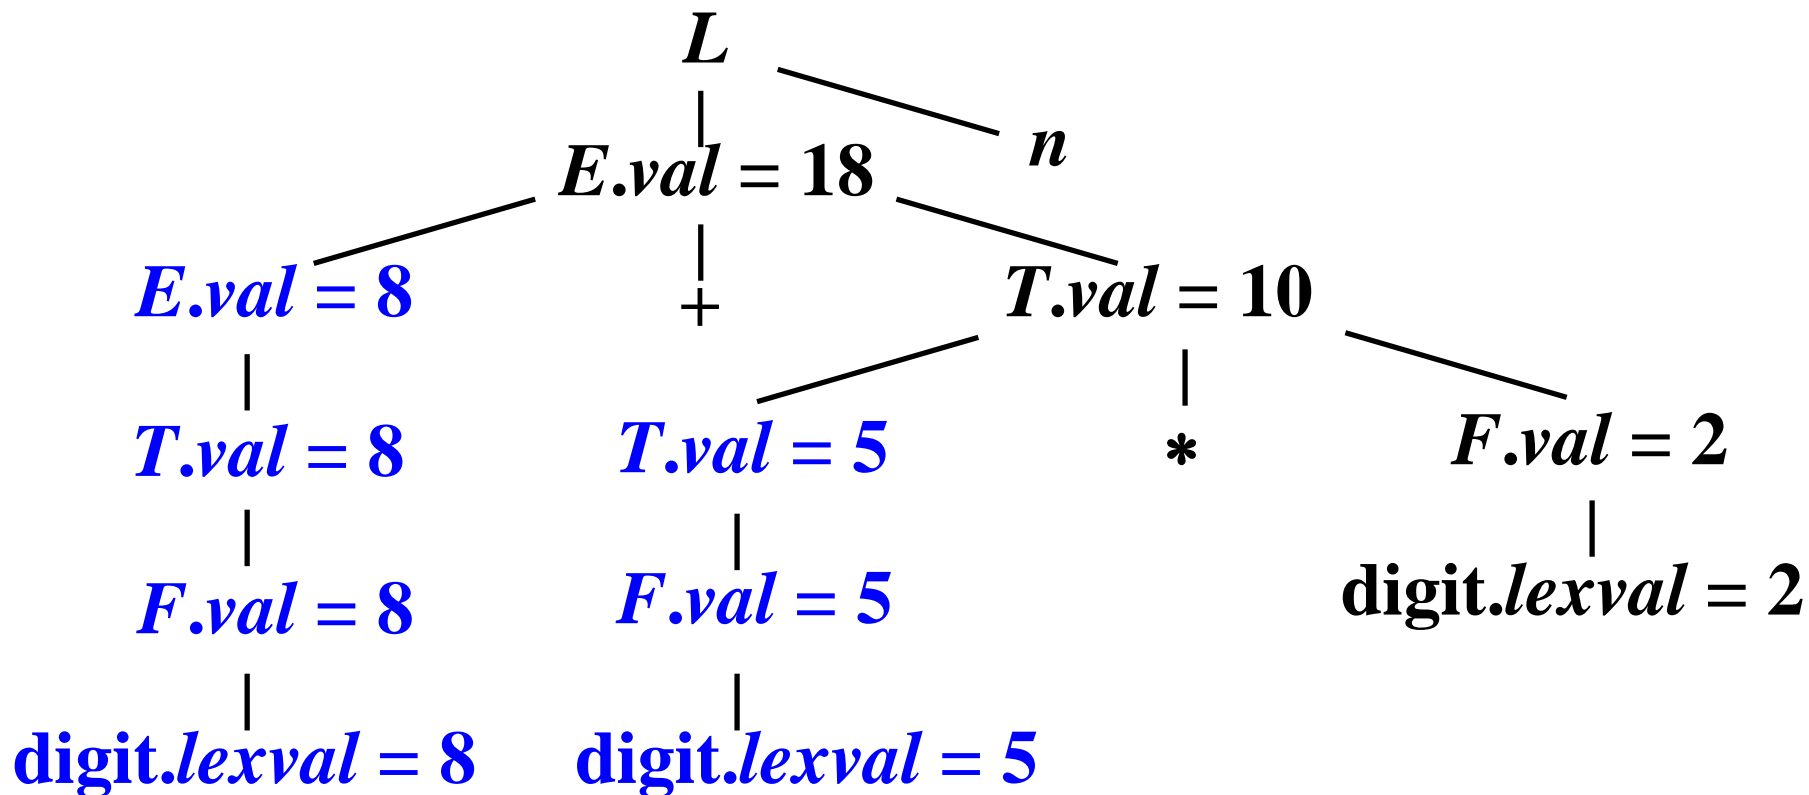 L
n
E.val = 18
E.val = 8
+
T.val = 10
T.val = 8
T.val = 5
*
F.val = 2
F.val = 8
F.val = 5
digit.lexval = 2
digit.lexval = 8
digit.lexval = 5